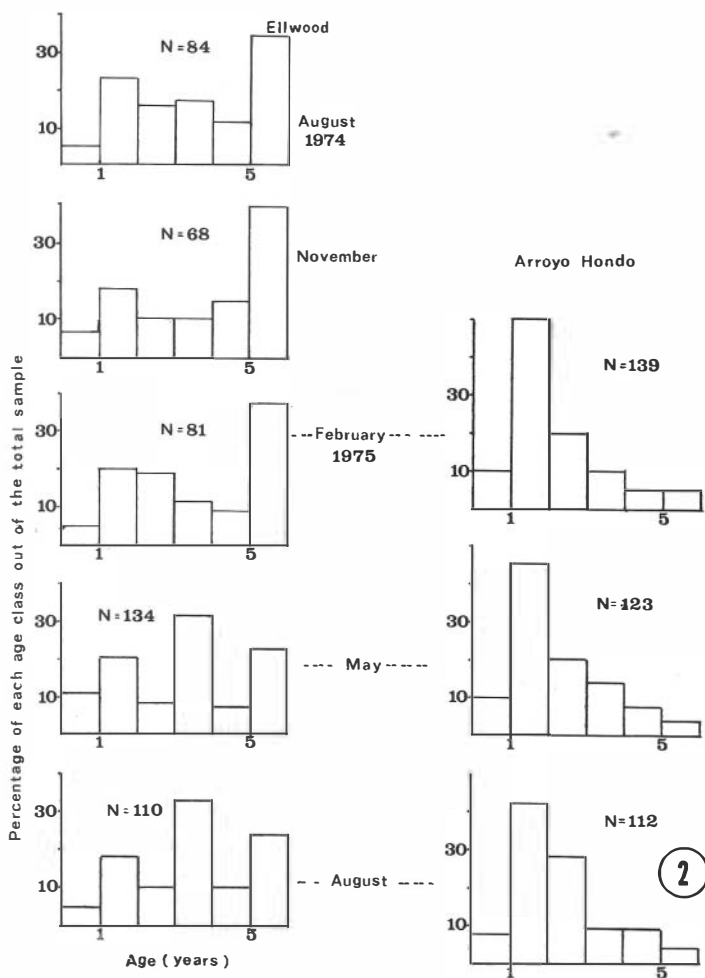 Percentage of each age class out of the total sample
Ellwood
30
10
N=84
1
5
August
1974
30
10
N=68
1
5
November
Arroyo Hondo
30
10
N=81
1
5
---February-----
1975
30
10
N=139
1
5
30
10
N=134
1
5
--- May -----
30
10
N=123
1
5
30
10
N=110
1
5
-- August ----
30
10
N=112
1
5
2
Age (years)